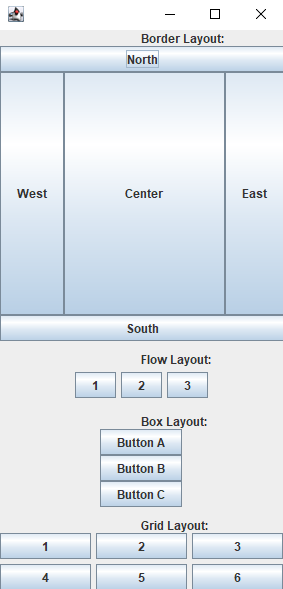 Border Layout:
North
West Center East
South
Flow Layout:
1 2 3
Box Layout:
Button A
Button B
Button C
Grid Layout:
1 2 3
4 5 6